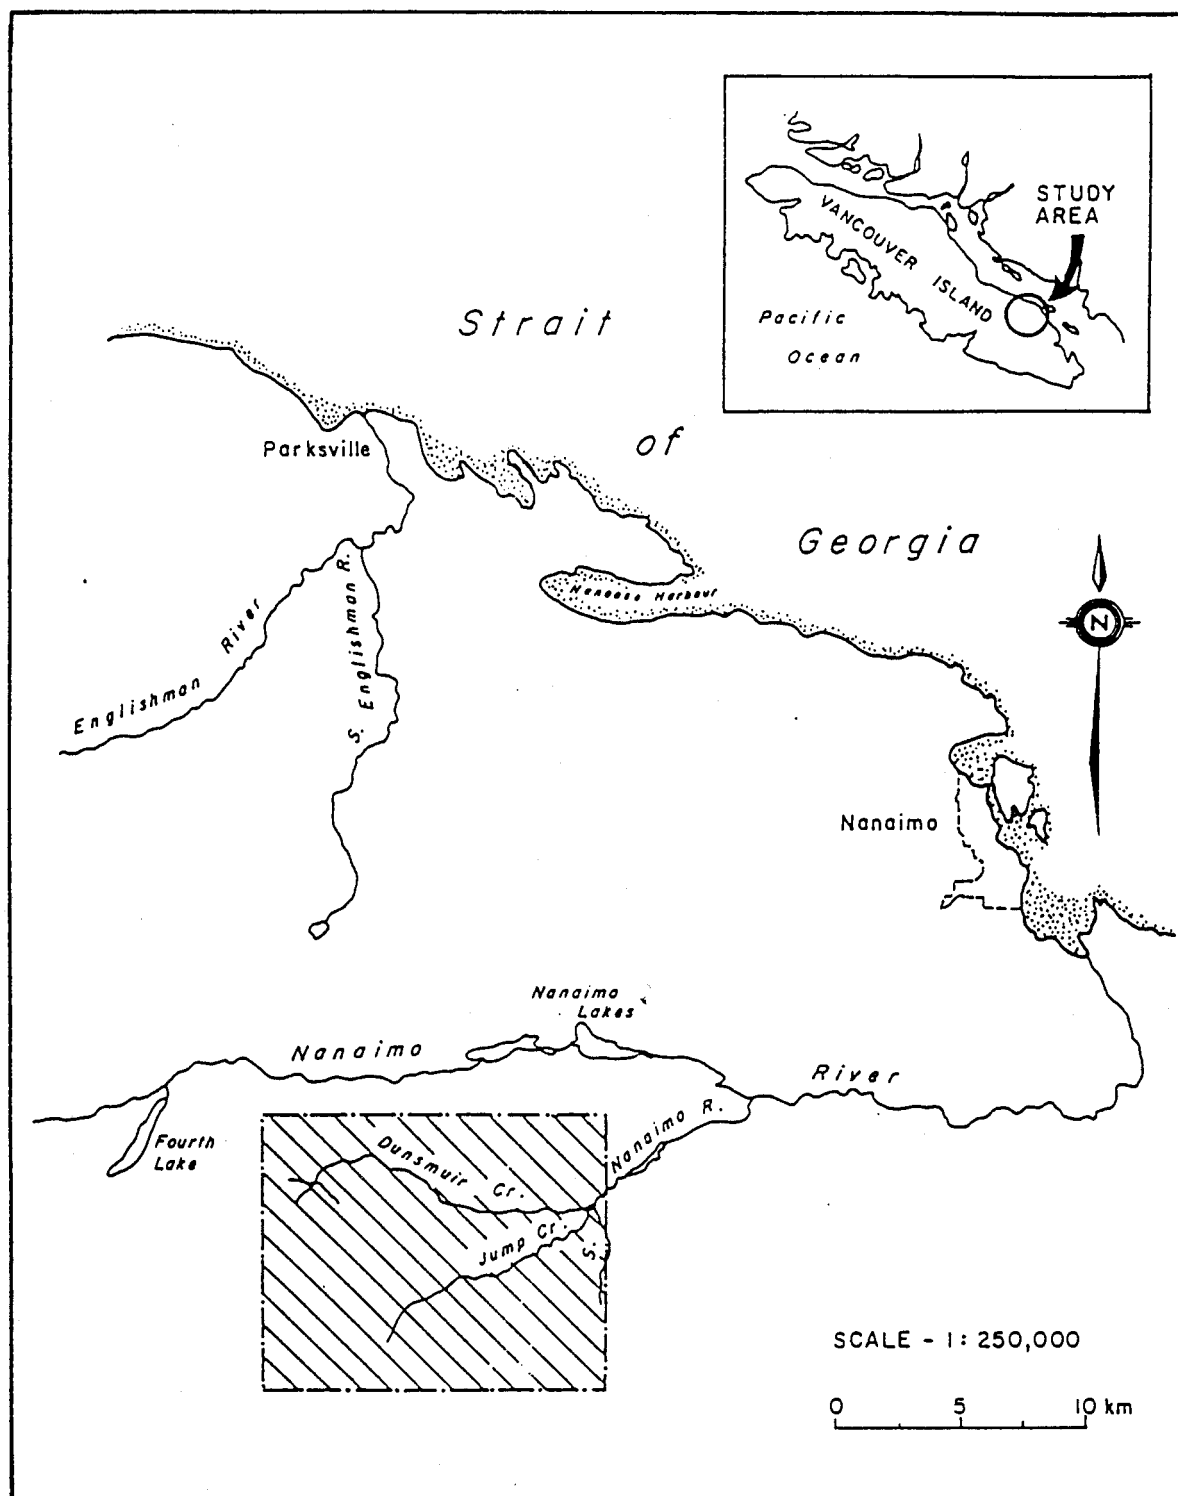 STUDY
AREA
VANCOUVER ISLAND
Pacific
Ocean
Strait
of
Georgia
Parksville
Nanoose Harbour
Englishman River
S. Englishman R.
N
Nanaimo
Nanaimo
Lakes
Nanaimo River
Fourth
Lake
Dunsmuir Cr.
Jump Cr.
S. Nanaimo R.
SCALE - 1: 250,000
0 5 10 km